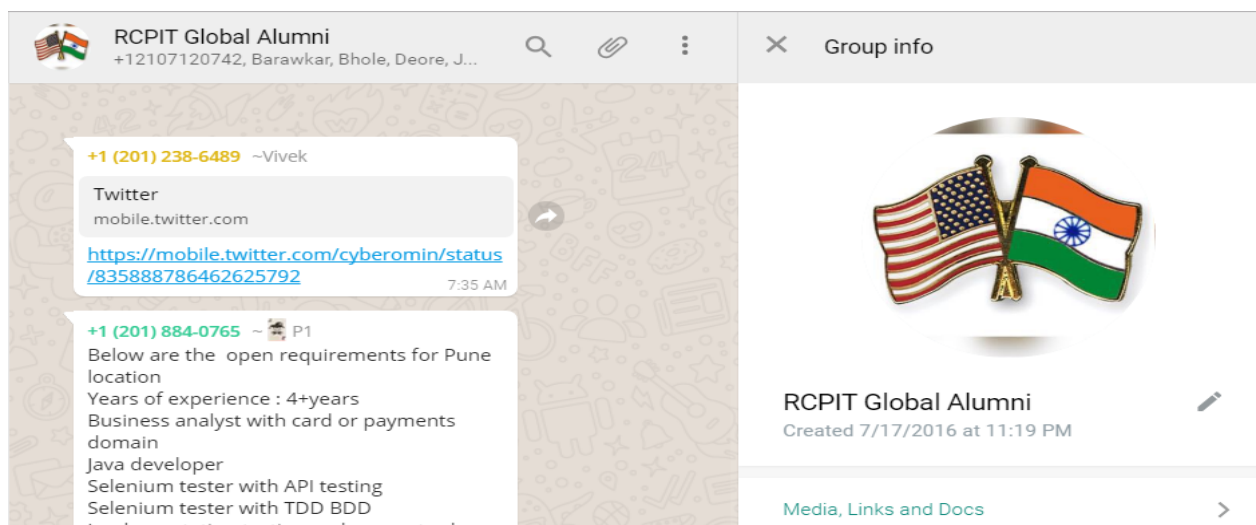 RCPIT Global Alumni
+12107120742, Barawkar, Bhole, Deore, J...
+1 (201) 238-6489 ~Vivek
Twitter
mobile.twitter.com
https://mobile.twitter.com/cyberomin/status
/835888786462625792
7:35 AM
+1 (201) 884-0765 ~ P1
Below are the open requirements for Pune
location
Years of experience : 4+years
Business analyst with card or payments
domain
Java developer
Selenium tester with API testing
Selenium tester with TDD BDD
Group info
RCPIT Global Alumni
Created 7/17/2016 at 11:19 PM
Media, Links and Docs